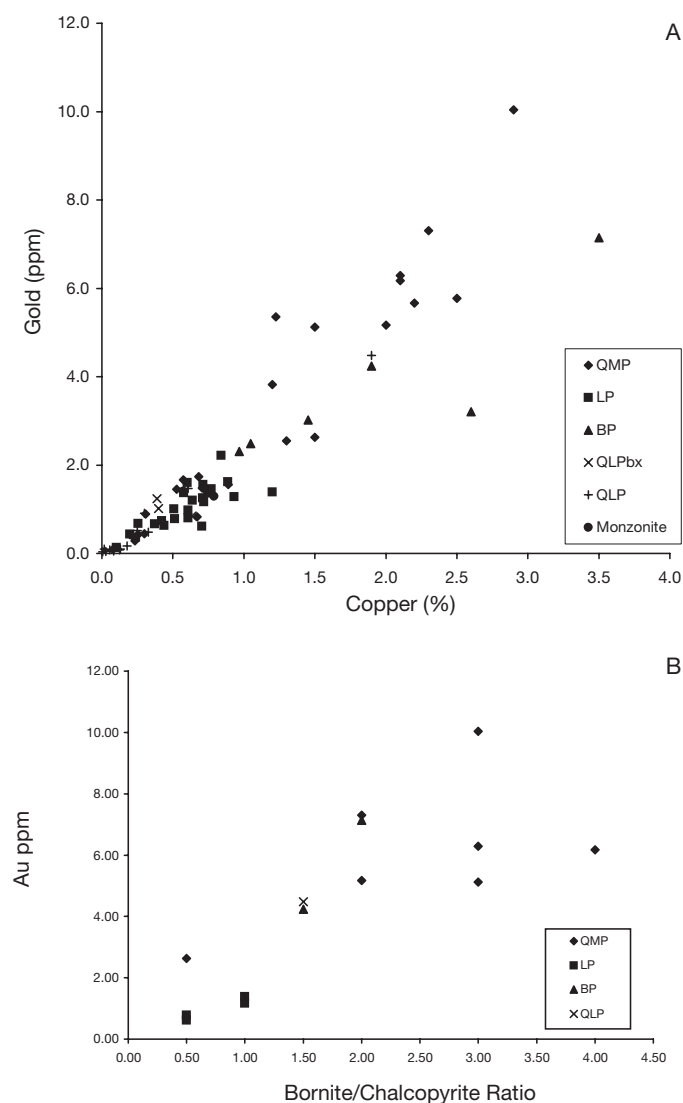 A
12.0
10.0
8.0
6.0
4.0
2.0
0.0
Gold (ppm)
QMP
LP
BP
QLPbx
QLP
Monzonite
0.0 0.5 1.0 1.5 2.0 2.5 3.0 3.5 4.0
Copper (%)
B
12.00
10.00
8.00
6.00
4.00
2.00
0.00
Au ppm
QMP
LP
BP
QLP
0.00 0.50 1.00 1.50 2.00 2.50 3.00 3.50 4.00 4.50
Bornite/Chalcopyrite Ratio